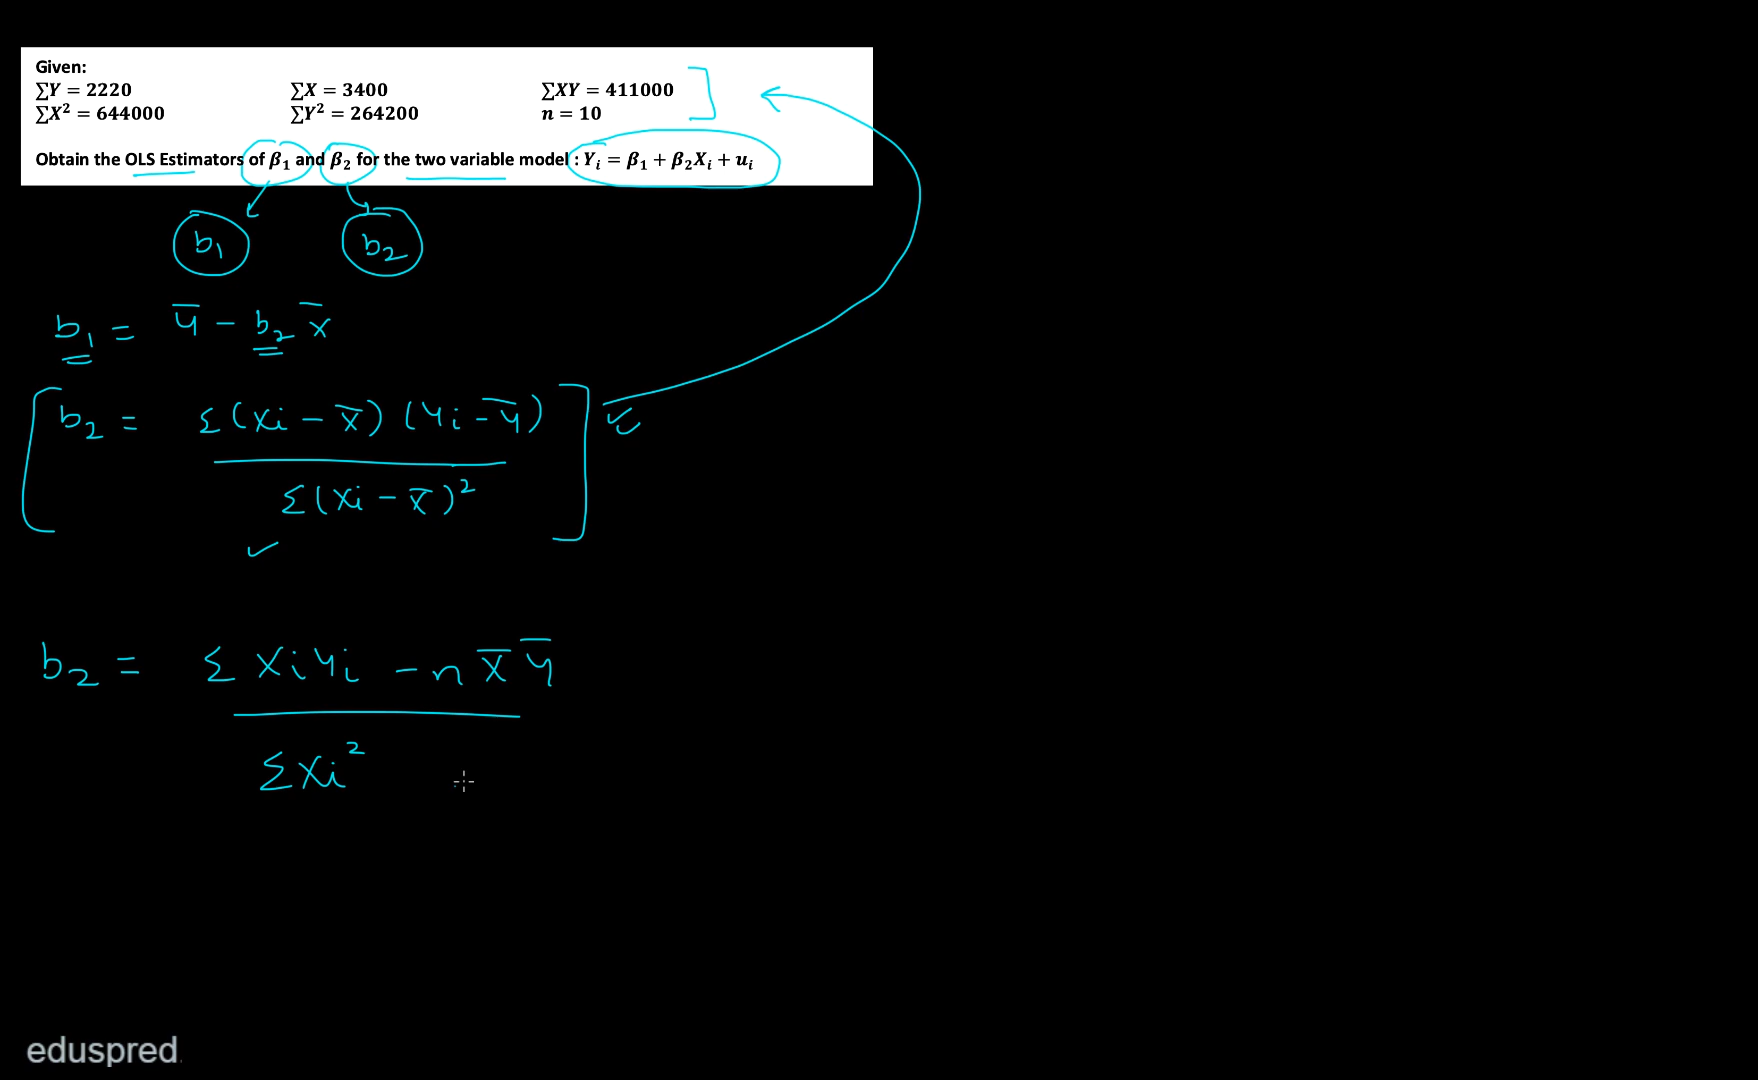 Given:
∑Y = 2220 ∑X = 3400 ∑XY = 411000
∑X² = 644000 ∑Y² = 264200 n = 10
Obtain the OLS Estimators of β₁ and β₂ for the two variable model : Yᵢ = β₁ + β₂Xᵢ + uᵢ
b₁ b₂
b₁ = ȳ − b₂ x̄
b₂ = Σ(xi − x̄)(yi − ȳ)
Σ(xi − x̄)²
b₂ = Σ xiyi − n x̄ ȳ
Σxi²
eduspred